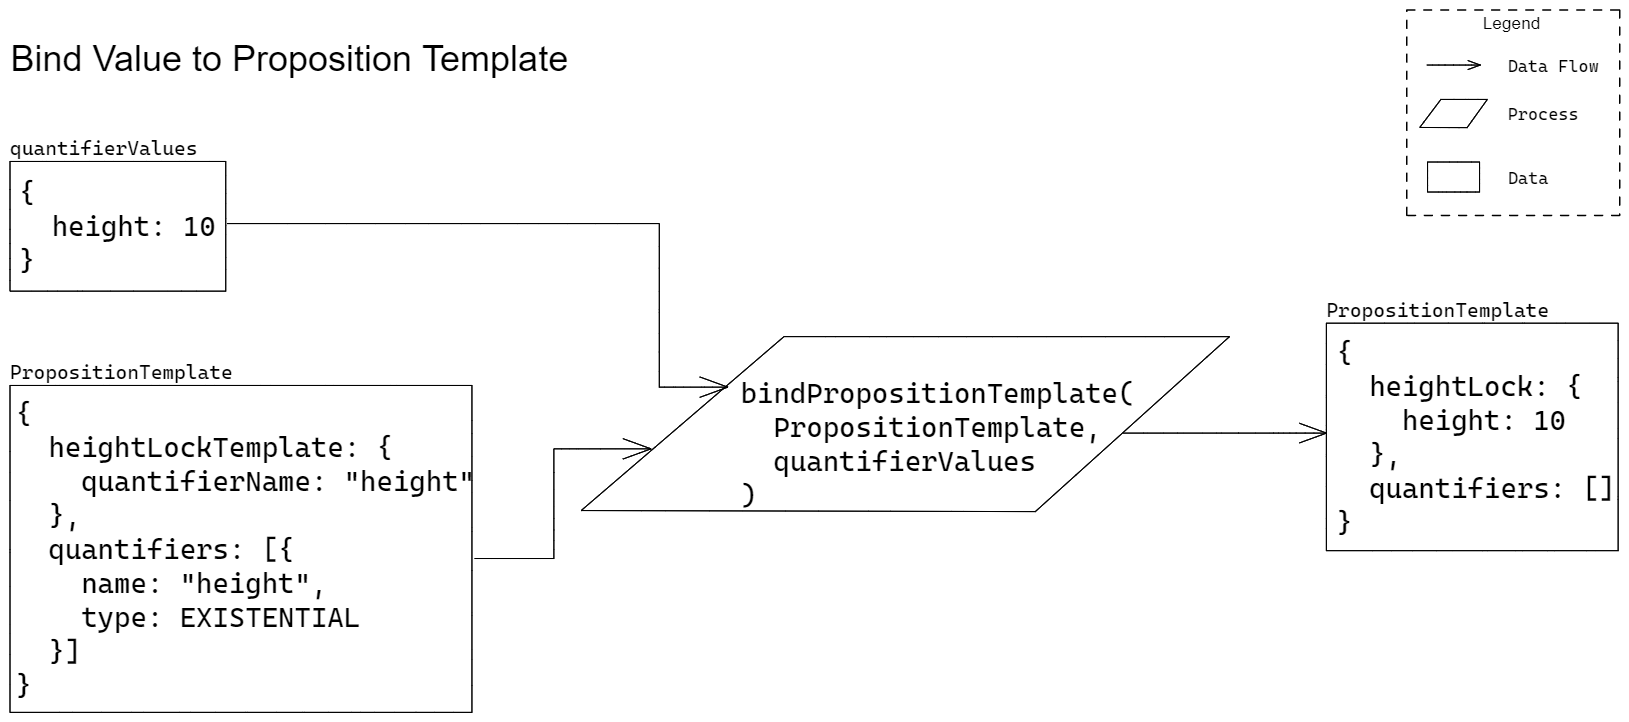 Bind Value to Proposition Template
Legend
Data Flow
Process
Data
quantifierValues
{
  height: 10
}
PropositionTemplate
{
  heightLockTemplate: {
    quantifierName: "height"
  },
  quantifiers: [{
    name: "height",
    type: EXISTENTIAL
  }]
}
bindPropositionTemplate(
  PropositionTemplate,
  quantifierValues
)
PropositionTemplate
{
  heightLock: {
    height: 10
  },
  quantifiers: []
}